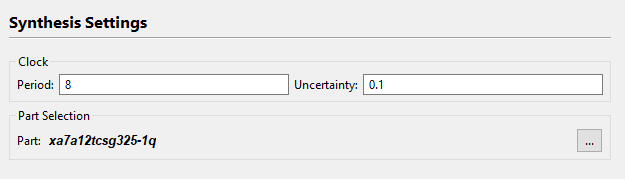 Synthesis Settings
Clock
Period: 8 Uncertainty: 0.1
Part Selection
Part: xa7a12tcsg325-1q ...